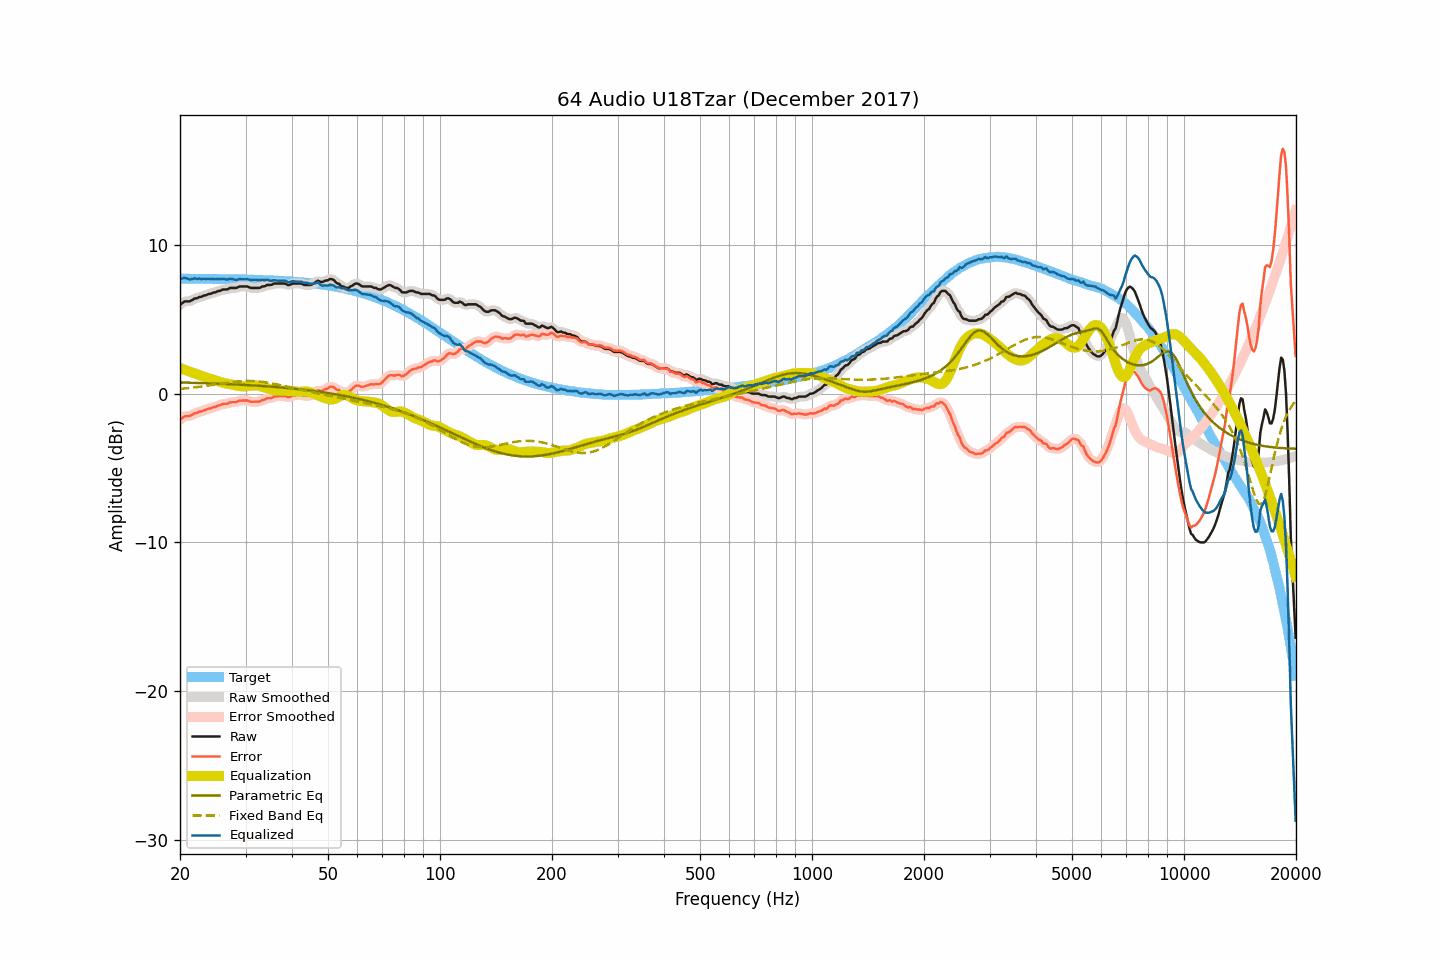 64 Audio U18Tzar (December 2017)
Amplitude (dBr)
10
0
−10
−20
−30
Target
Raw Smoothed
Error Smoothed
Raw
Error
Equalization
Parametric Eq
Fixed Band Eq
Equalized
20 50 100 200 500 1000 2000 5000 10000 20000
Frequency (Hz)